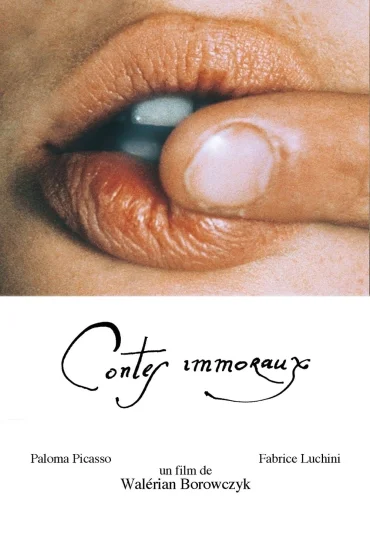 Contes immoraux
Paloma Picasso
Fabrice Luchini
un film de
Walérian Borowczyk